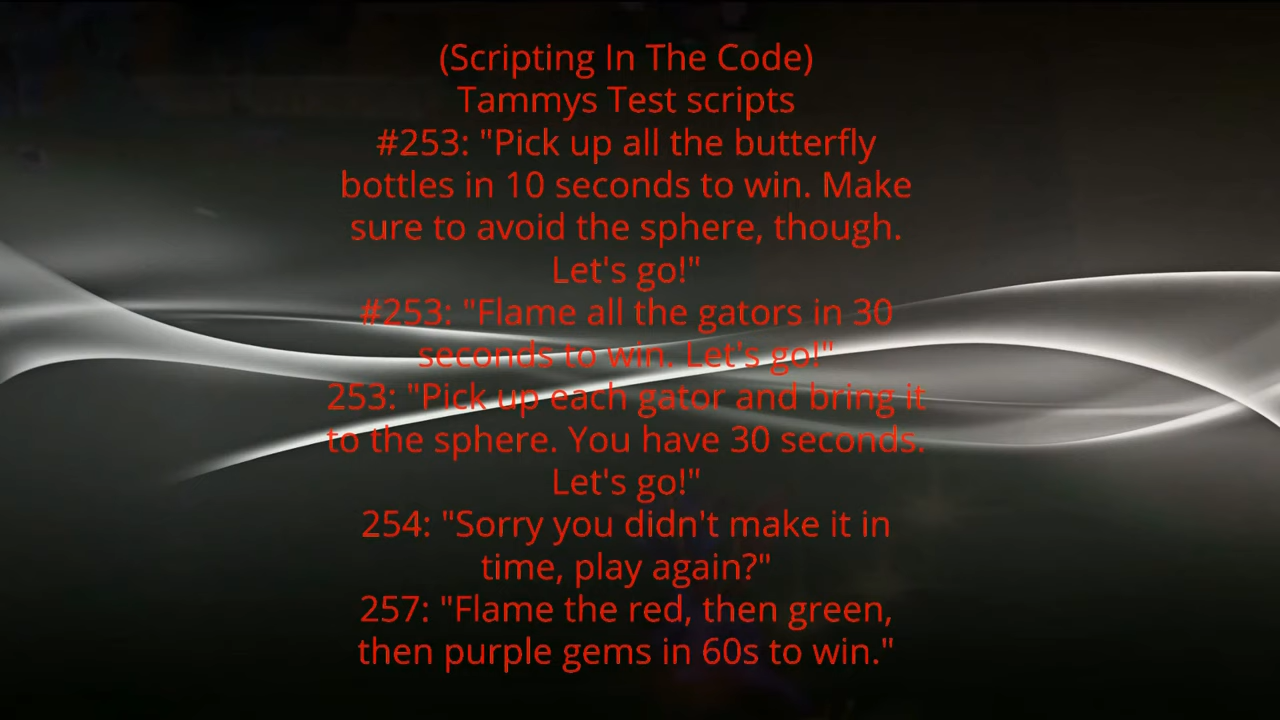 (Scripting In The Code)
Tammys Test scripts
#253: "Pick up all the butterfly
bottles in 10 seconds to win. Make
sure to avoid the sphere, though.
Let's go!"
#253: "Flame all the gators in 30
seconds to win. Let's go!"
253: "Pick up each gator and bring it
to the sphere. You have 30 seconds.
Let's go!"
254: "Sorry you didn't make it in
time, play again?"
257: "Flame the red, then green,
then purple gems in 60s to win."